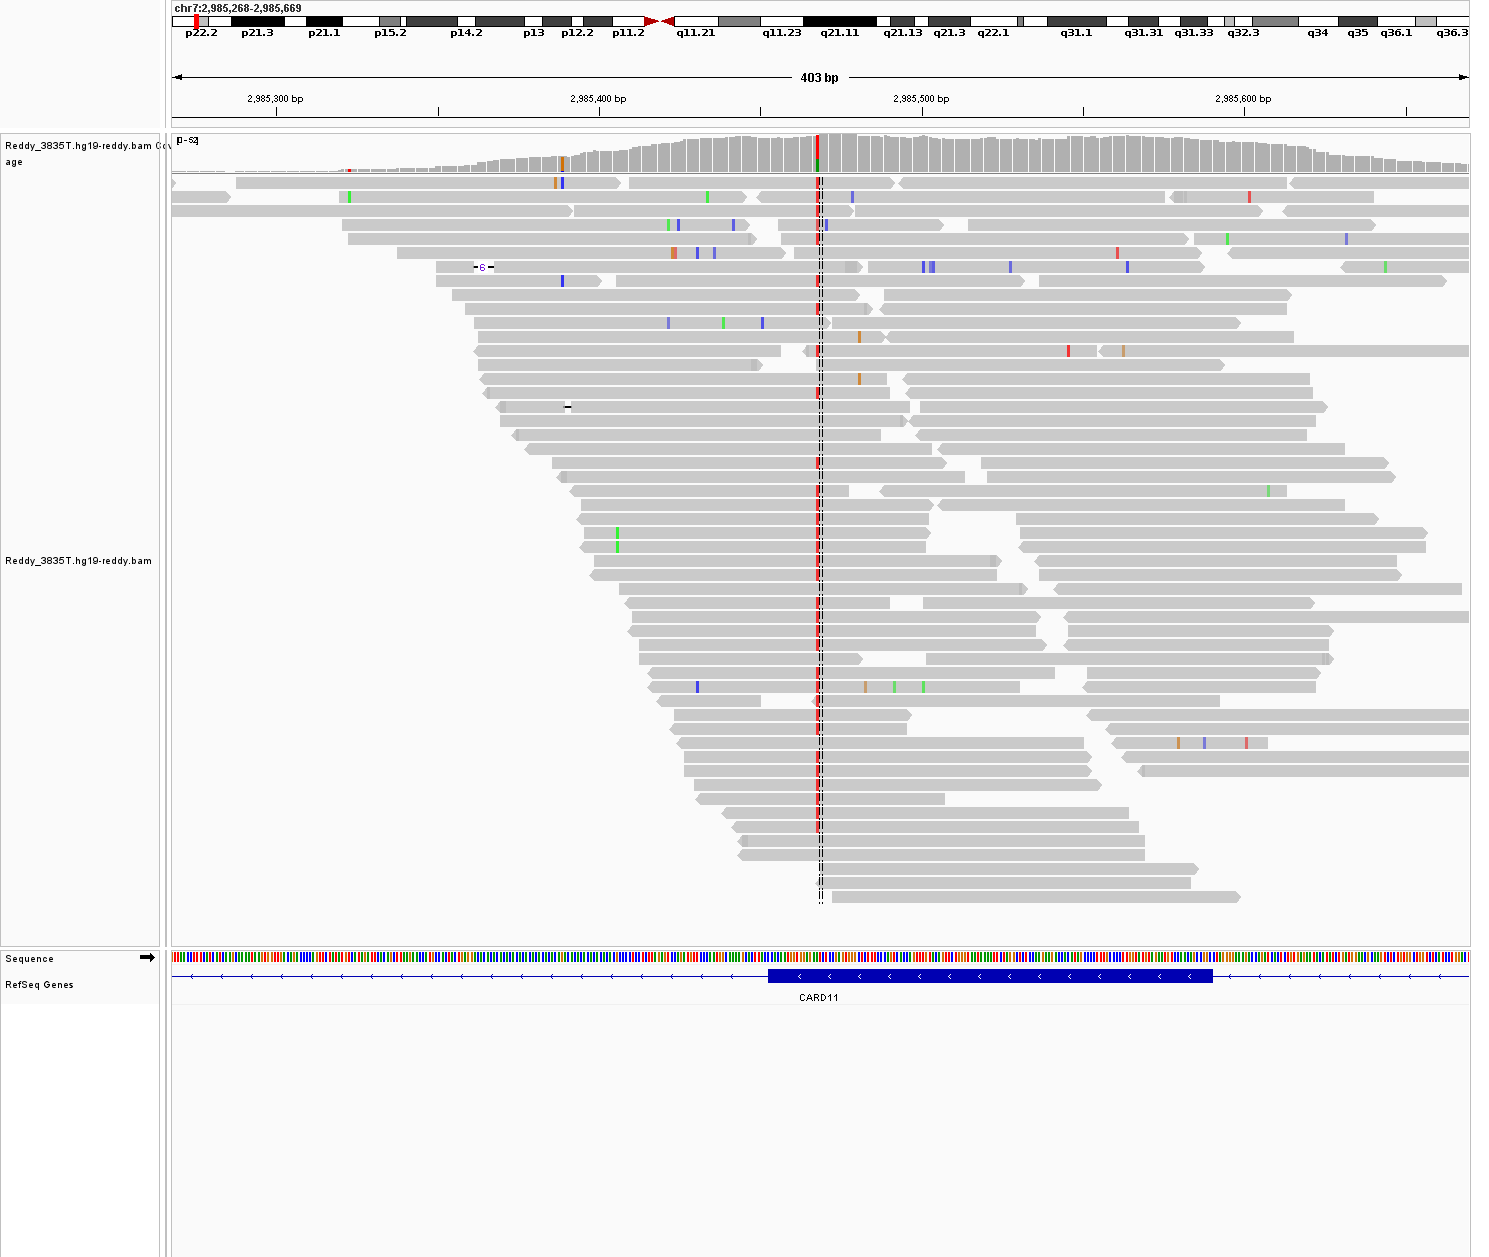 chr7:2,985,268-2,985,669
p22.2 p21.3 p21.1 p15.2 p14.2 p13 p12.2 p11.2 q11.21 q11.23 q21.11 q21.13 q21.3 q22.1 q31.1 q31.31 q31.33 q32.3 q34 q35 q36.1 q36.3
403 bp
2,985,300 bp 2,985,400 bp 2,985,500 bp 2,985,600 bp
Reddy_3835T.hg19-reddy.bam Cov
age
[0-52]
6
Reddy_3835T.hg19-reddy.bam
Sequence
RefSeq Genes
CARD11